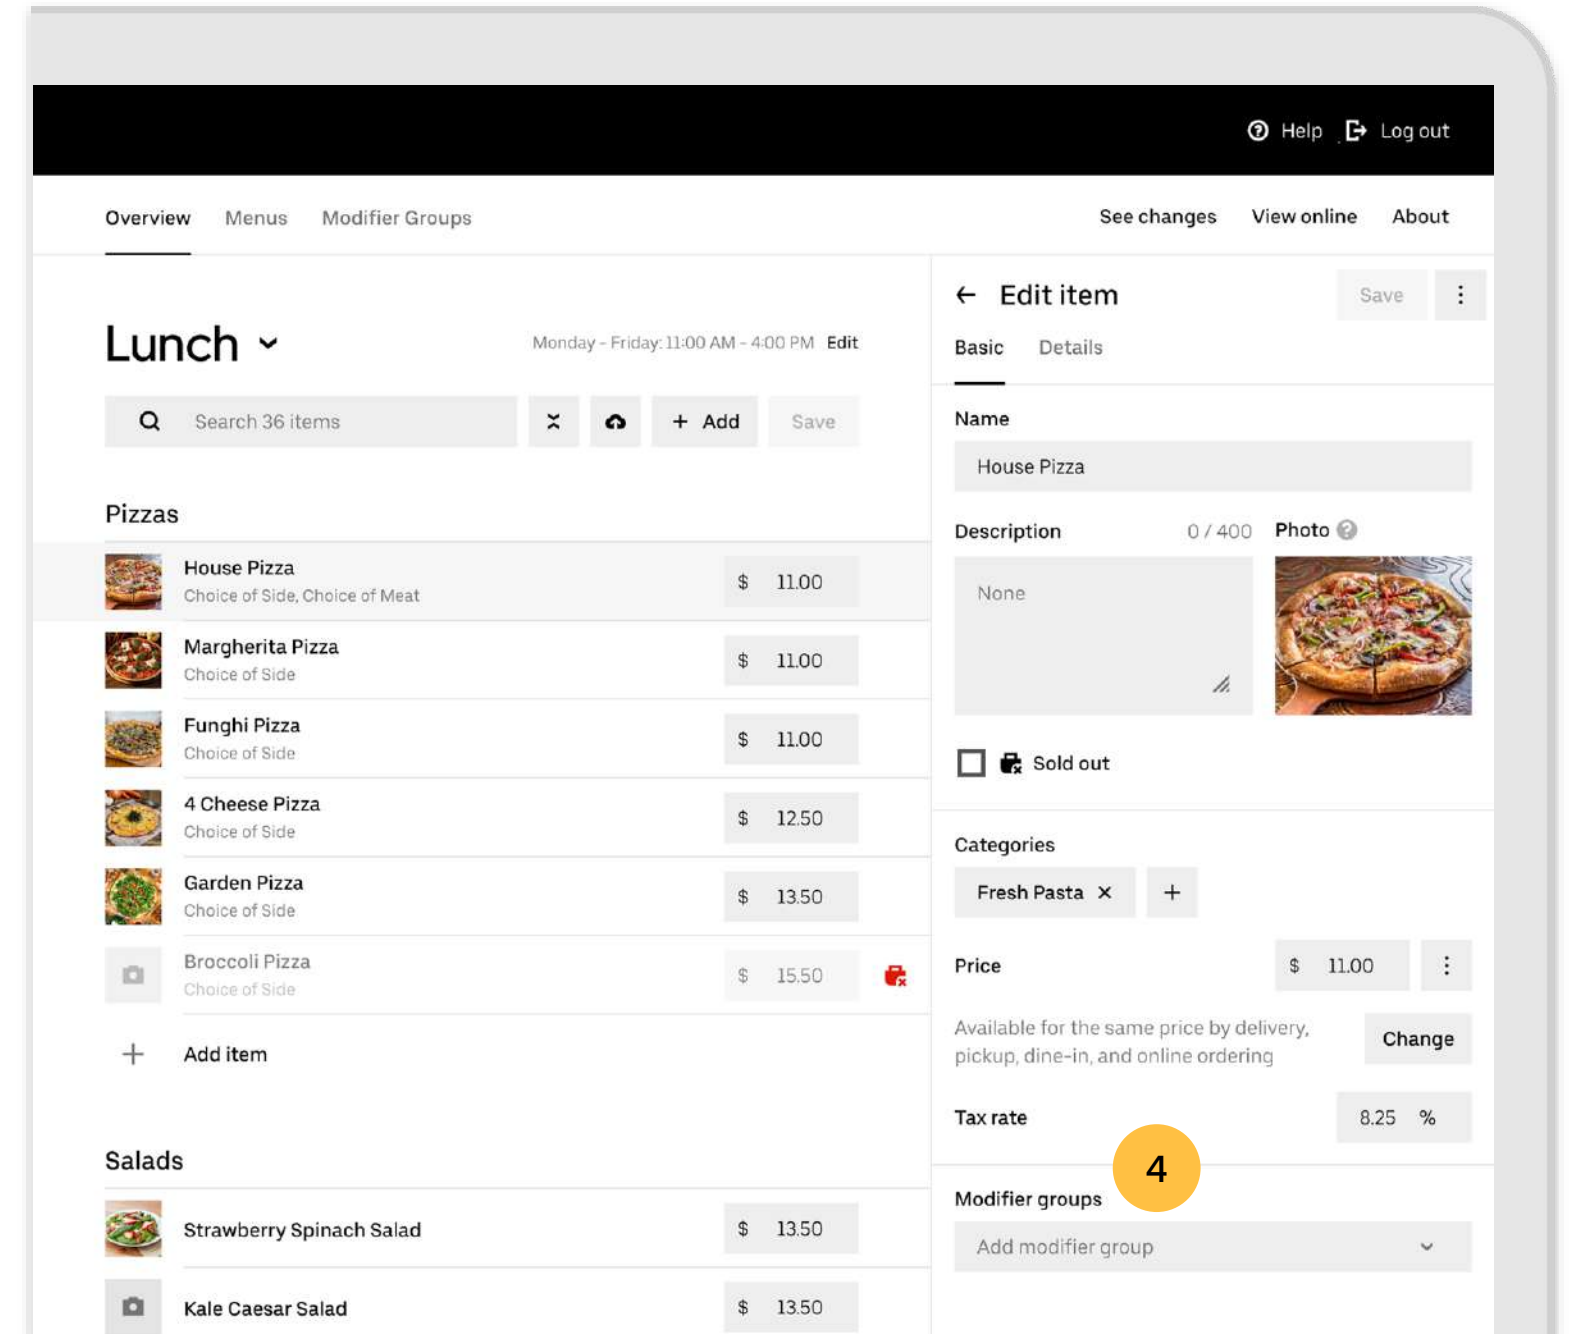 Help Log out
Overview Menus Modifier Groups See changes View online About
Lunch Monday - Friday: 11:00 AM - 4:00 PM Edit
Search 36 items + Add Save
Pizzas
House Pizza
Choice of Side, Choice of Meat
$ 11.00
Margherita Pizza
Choice of Side
$ 11.00
Funghi Pizza
Choice of Side
$ 11.00
4 Cheese Pizza
Choice of Side
$ 12.50
Garden Pizza
Choice of Side
$ 13.50
Broccoli Pizza
Choice of Side
$ 15.50
+ Add item
Salads
Strawberry Spinach Salad $ 13.50
Kale Caesar Salad $ 13.50
← Edit item Save
Basic Details
Name
House Pizza
Description 0 / 400 Photo ?
None
Sold out
Categories
Fresh Pasta × +
Price $ 11.00
Available for the same price by delivery,
pickup, dine-in, and online ordering
Change
Tax rate 8.25 %
4
Modifier groups
Add modifier group